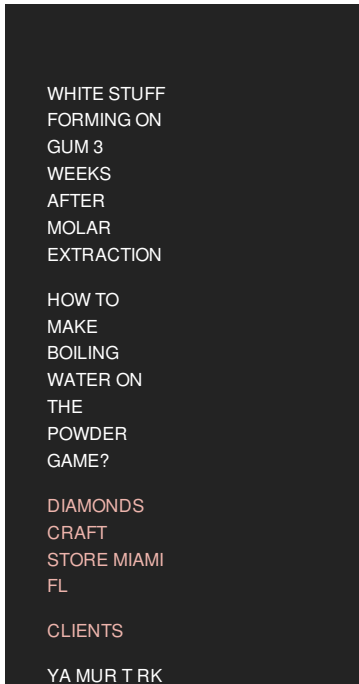 WHITE STUFF
FORMING ON
GUM 3
WEEKS
AFTER
MOLAR
EXTRACTION
HOW TO
MAKE
BOILING
WATER ON
THE
POWDER
GAME?
DIAMONDS
CRAFT
STORE MIAMI
FL
CLIENTS
YA MUR T RK